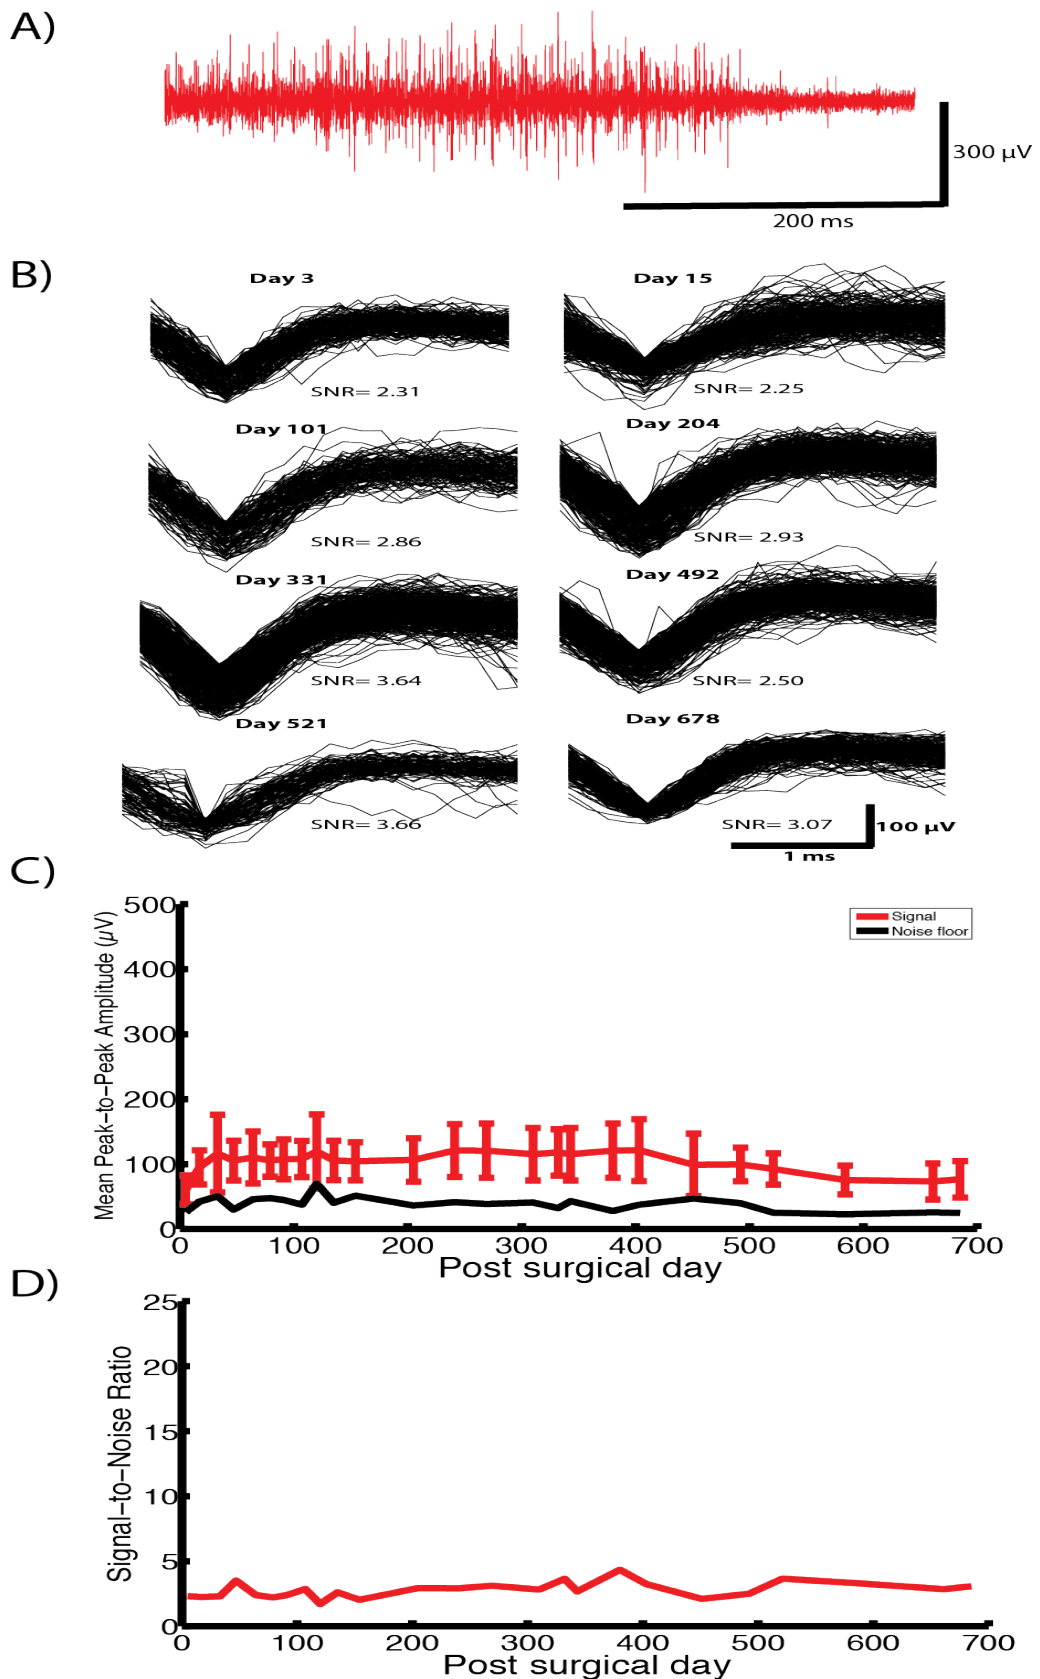 A)
300 µV
200 ms
B)
Day 3
Day 15
SNR= 2.31
SNR= 2.25
Day 101
Day 204
SNR= 2.86
SNR= 2.93
Day 331
Day 492
SNR= 3.64
SNR= 2.50
Day 521
Day 678
SNR= 3.66
SNR= 3.07
100 µV
1 ms
C)
Mean Peak-to-Peak Amplitude (µV)
500
400
300
200
100
0
Signal
Noise floor
0 100 200 300 400 500 600 700
Post surgical day
D)
Signal-to-Noise Ratio
25
20
15
10
5
0
0 100 200 300 400 500 600 700
Post surgical day